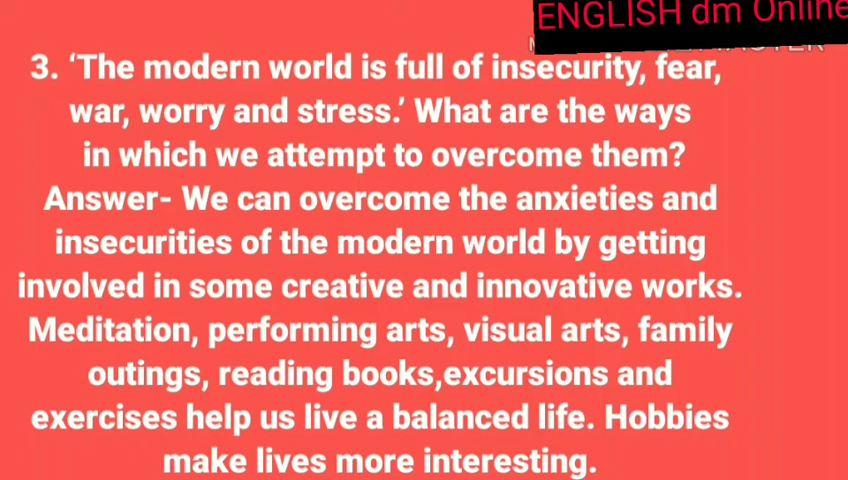 ENGLISH dm Online
3. ‘The modern world is full of insecurity, fear,
war, worry and stress.’ What are the ways
in which we attempt to overcome them?
Answer- We can overcome the anxieties and
insecurities of the modern world by getting
involved in some creative and innovative works.
Meditation, performing arts, visual arts, family
outings, reading books,excursions and
exercises help us live a balanced life. Hobbies
make lives more interesting.